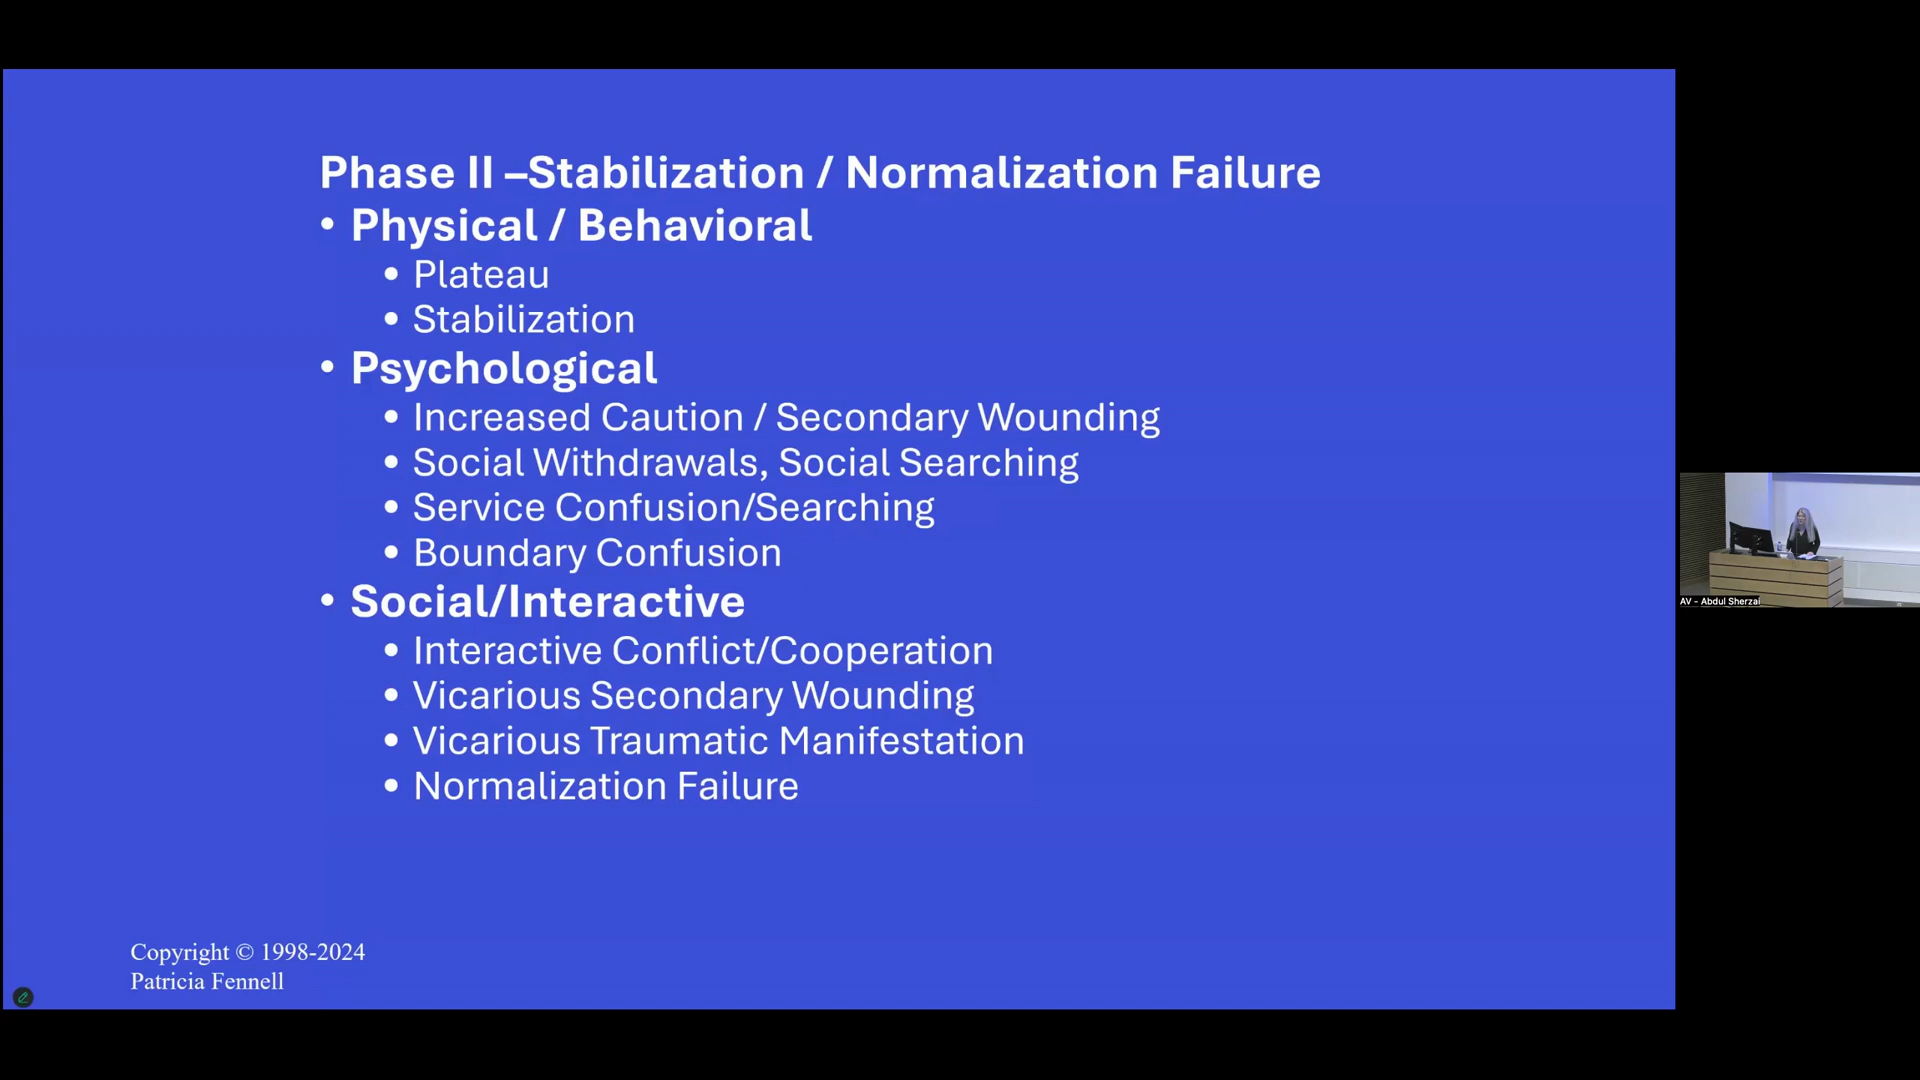 Phase II –Stabilization / Normalization Failure
• Physical / Behavioral
• Plateau
• Stabilization
• Psychological
• Increased Caution / Secondary Wounding
• Social Withdrawals, Social Searching
• Service Confusion/Searching
• Boundary Confusion
• Social/Interactive
• Interactive Conflict/Cooperation
• Vicarious Secondary Wounding
• Vicarious Traumatic Manifestation
• Normalization Failure
Copyright © 1998-2024
Patricia Fennell
AV - Abdul Sherzai